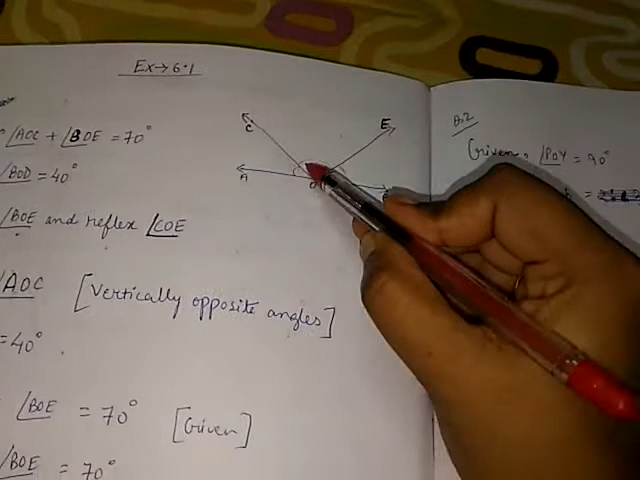 Ex→6.1
∠AOC + ∠BOE = 70°
∠BOD = 40°
∠BOE and reflex ∠COE
∠AOC [Vertically opposite angles]
= 40°
∠BOE = 70° [Given]
∠BOE = 70°
C
E
A
O
Q.2
Given, ∠POY = 90°
=